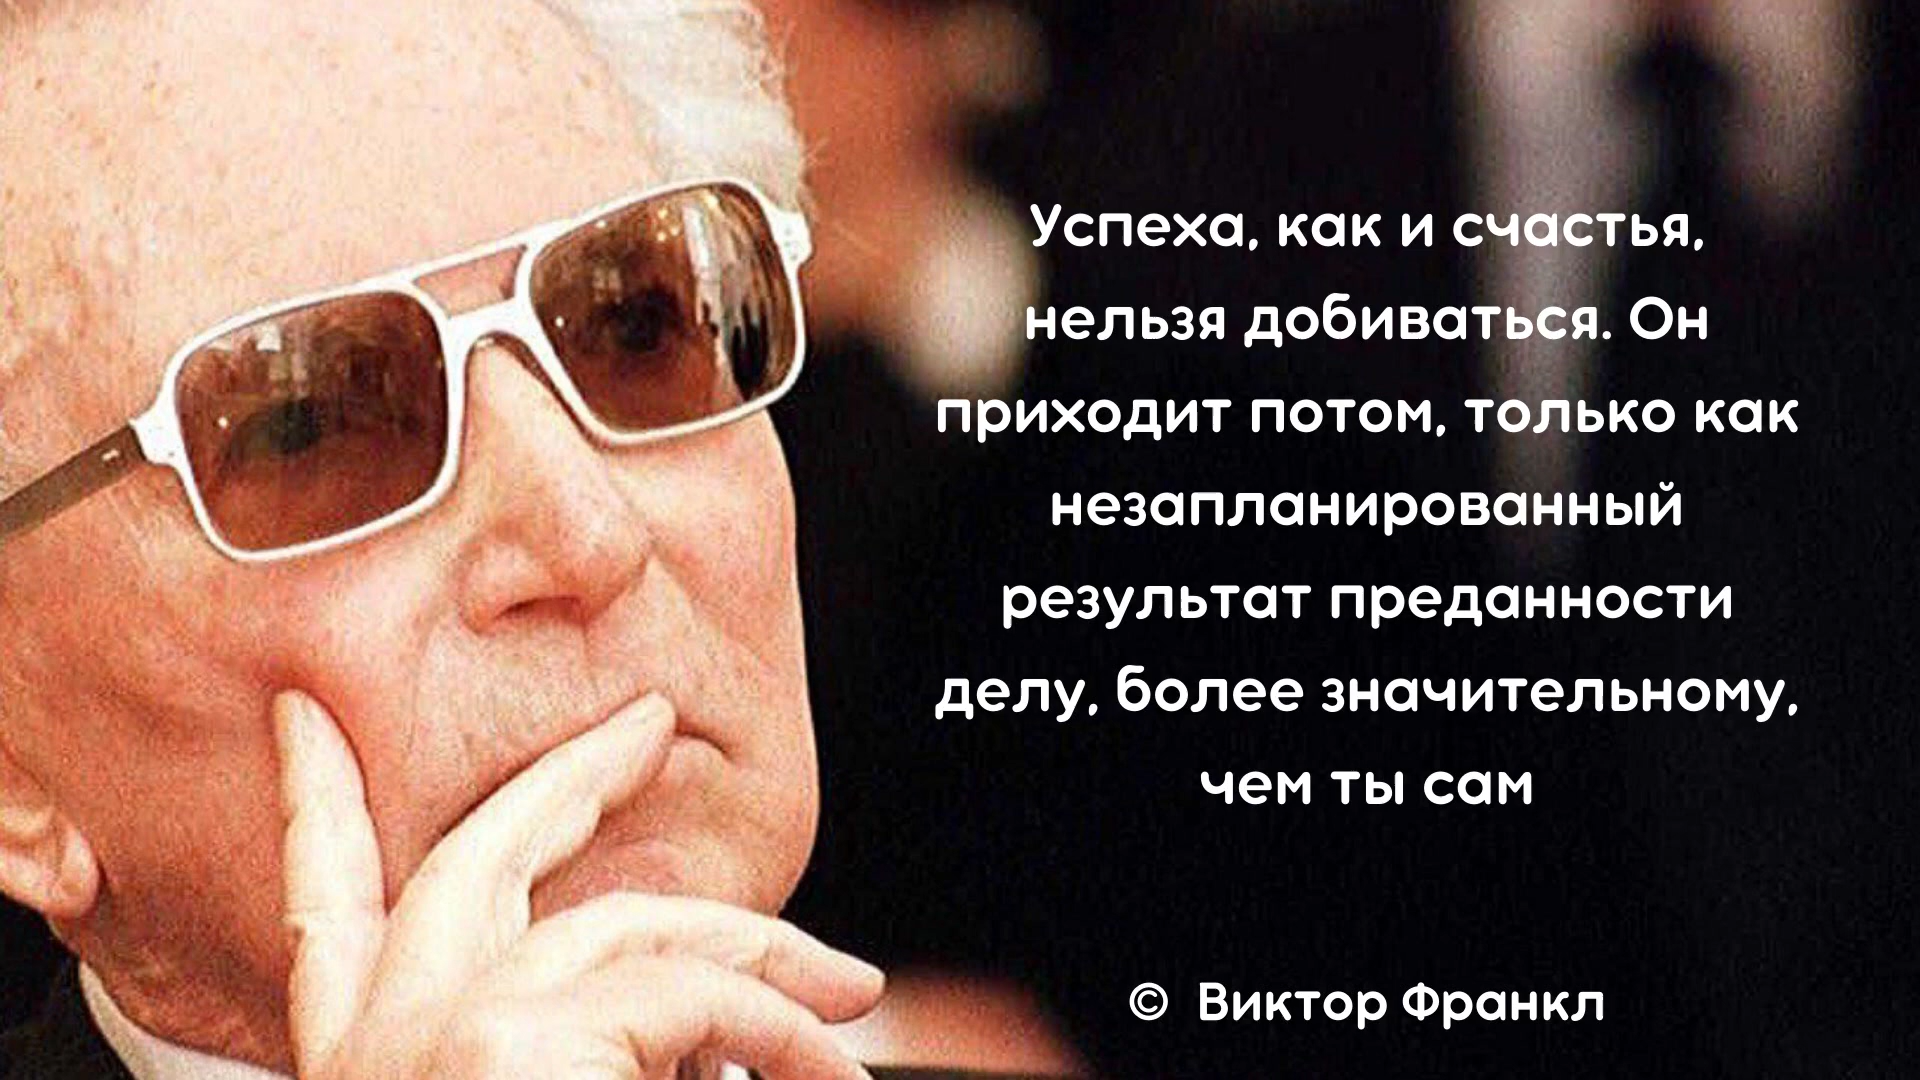 Успеха, как и счастья,
нельзя добиваться. Он
приходит потом, только как
незапланированный
результат преданности
делу, более значительному,
чем ты сам
© Виктор Франкл